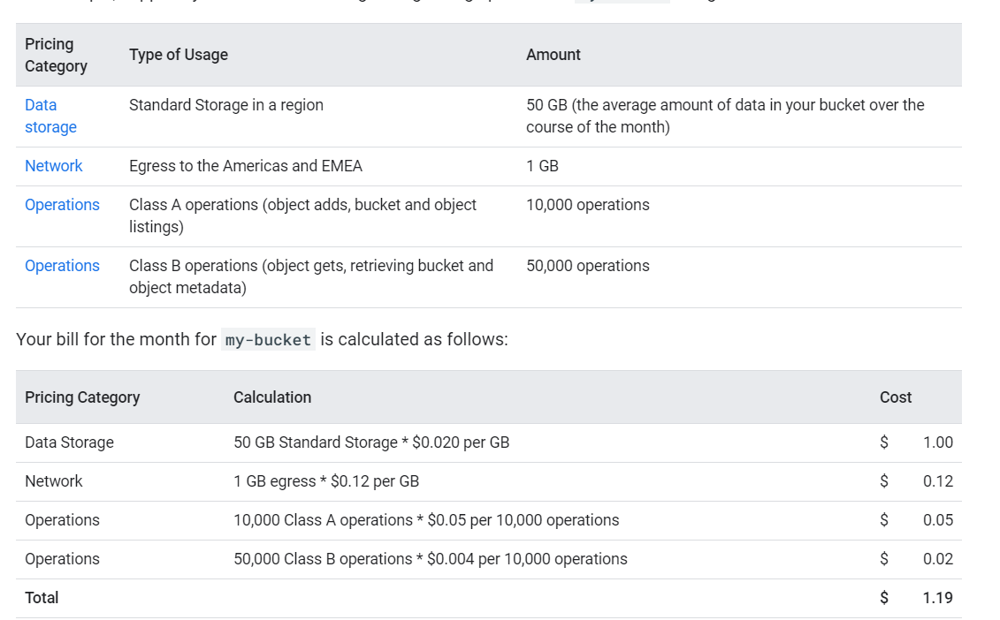 Pricing
Category
Type of Usage
Amount
Data
storage
Standard Storage in a region
50 GB (the average amount of data in your bucket over the
course of the month)
Network
Egress to the Americas and EMEA
1 GB
Operations
Class A operations (object adds, bucket and object
listings)
10,000 operations
Operations
Class B operations (object gets, retrieving bucket and
object metadata)
50,000 operations
Your bill for the month for my-bucket is calculated as follows:
Pricing Category
Calculation
Cost
Data Storage
50 GB Standard Storage * $0.020 per GB
$ 1.00
Network
1 GB egress * $0.12 per GB
$ 0.12
Operations
10,000 Class A operations * $0.05 per 10,000 operations
$ 0.05
Operations
50,000 Class B operations * $0.004 per 10,000 operations
$ 0.02
Total
$ 1.19